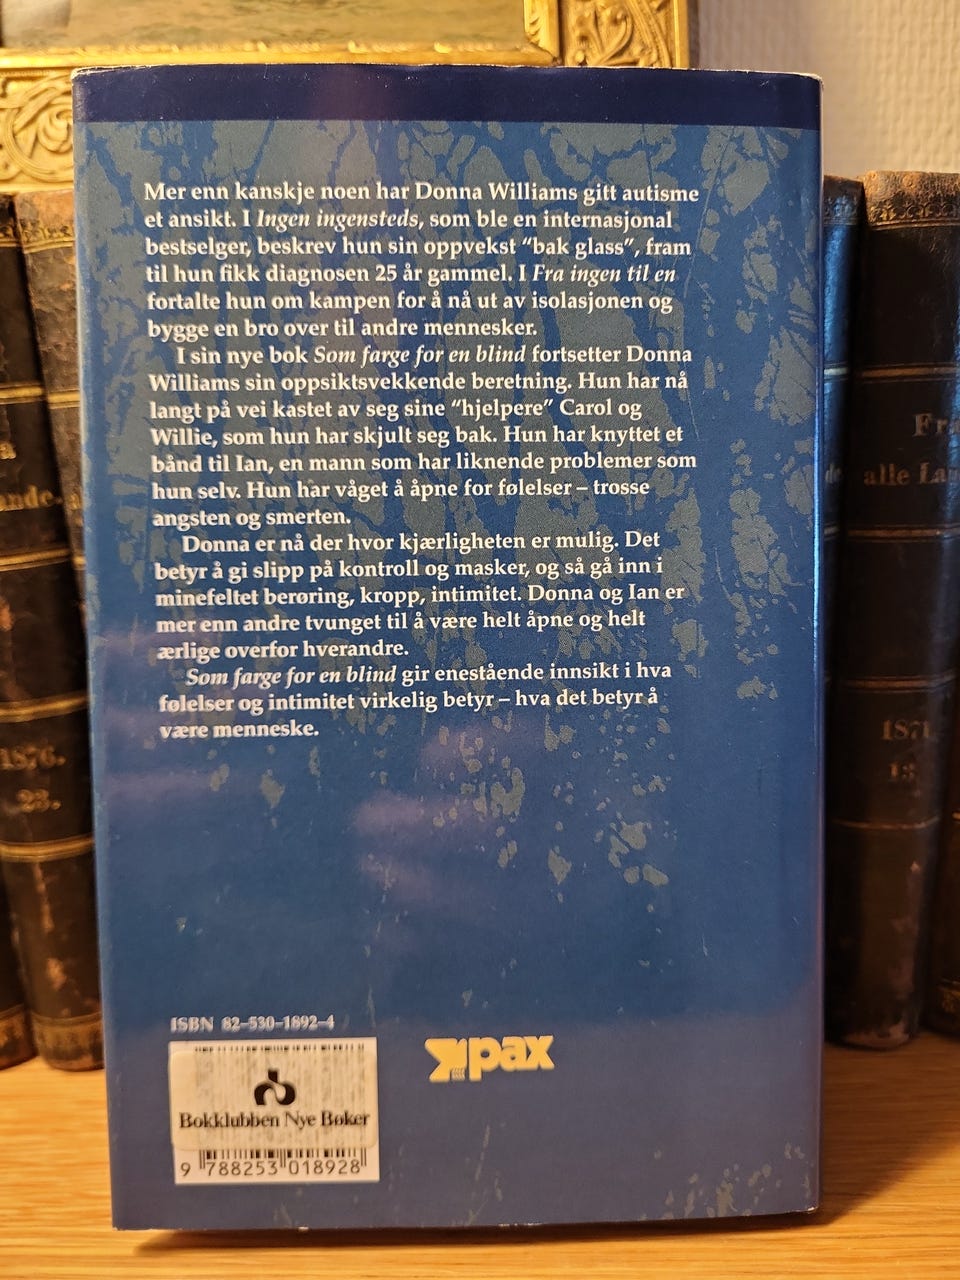 Mer enn kanskje noen har Donna Williams gitt autisme
et ansikt. I Ingen ingensteds, som ble en internasjonal
bestselger, beskrev hun sin oppvekst “bak glass”, fram
til hun fikk diagnosen 25 år gammel. I Fra ingen til en
fortalte hun om kampen for å nå ut av isolasjonen og
bygge en bro over til andre mennesker.
I sin nye bok Som farge for en blind fortsetter Donna
Williams sin oppsiktsvekkende beretning. Hun har nå
langt på vei kastet av seg sine “hjelpere” Carol og
Willie, som hun har skjult seg bak. Hun har knyttet et
bånd til Ian, en mann som har liknende problemer som
hun selv. Hun har våget å åpne for følelser – trosse
angsten og smerten.
Donna er nå der hvor kjærligheten er mulig. Det
betyr å gi slipp på kontroll og masker, og så gå inn i
minefeltet berøring, kropp, intimitet. Donna og Ian er
mer enn andre tvunget til å være helt åpne og helt
ærlige overfor hverandre.
Som farge for en blind gir enestående innsikt i hva
følelser og intimitet virkelig betyr – hva det betyr å
være menneske.
ISBN 82–530–1892–4
pax
Bokklubben Nye Bøker
9 788253 018928
1876.
23.
alle
1871